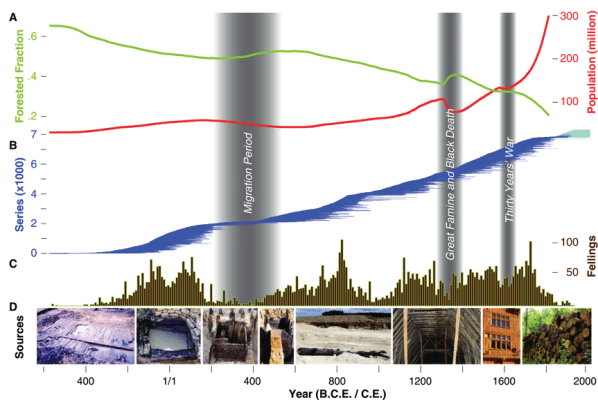 A
Forested Fraction
.6
.4
.2
300
200
100
Population (million)
B
Series (x1000)
7
6
4
2
0
Migration Period
Great Famine and Black Death
Thirty Years' War
C
100
50
Fellings
D
Sources
400
1/1
400
800
1200
1600
2000
Year (B.C.E. / C.E.)